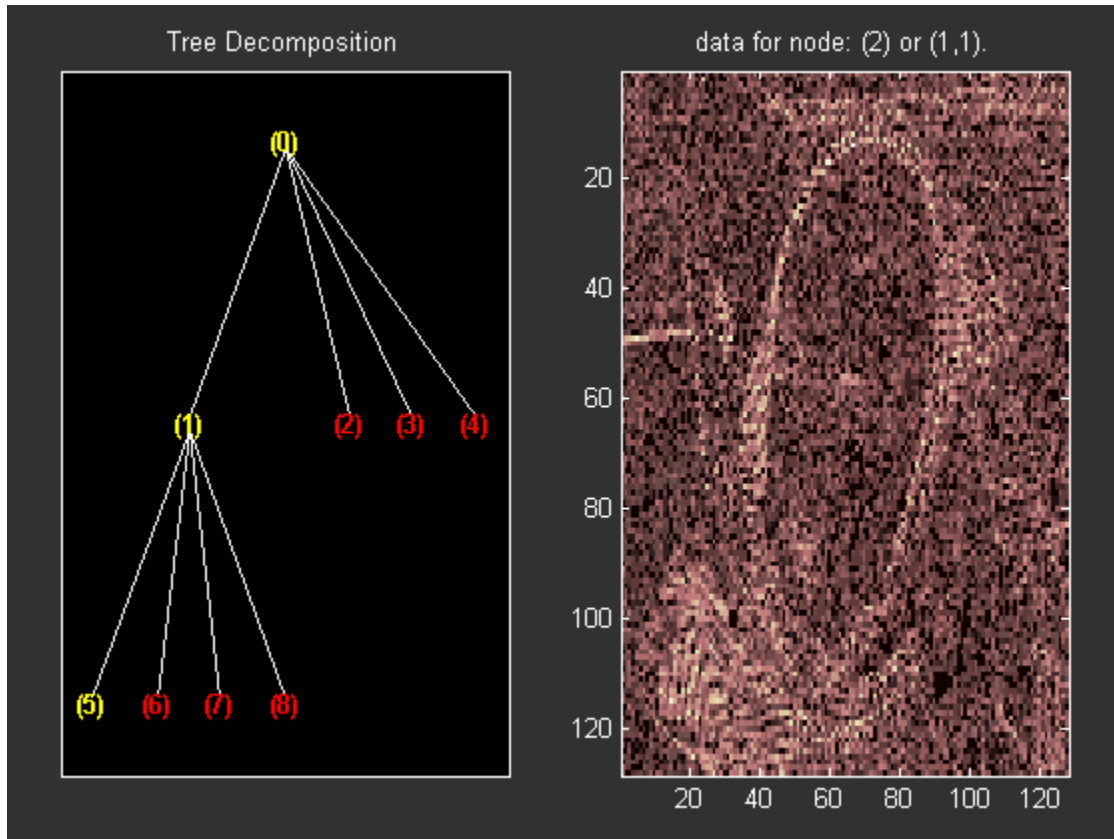 Tree Decomposition
data for node: (2) or (1,1).
(0)
(1) (2) (3) (4)
(5) (6) (7) (8)
20
40
60
80
100
120
20 40 60 80 100 120